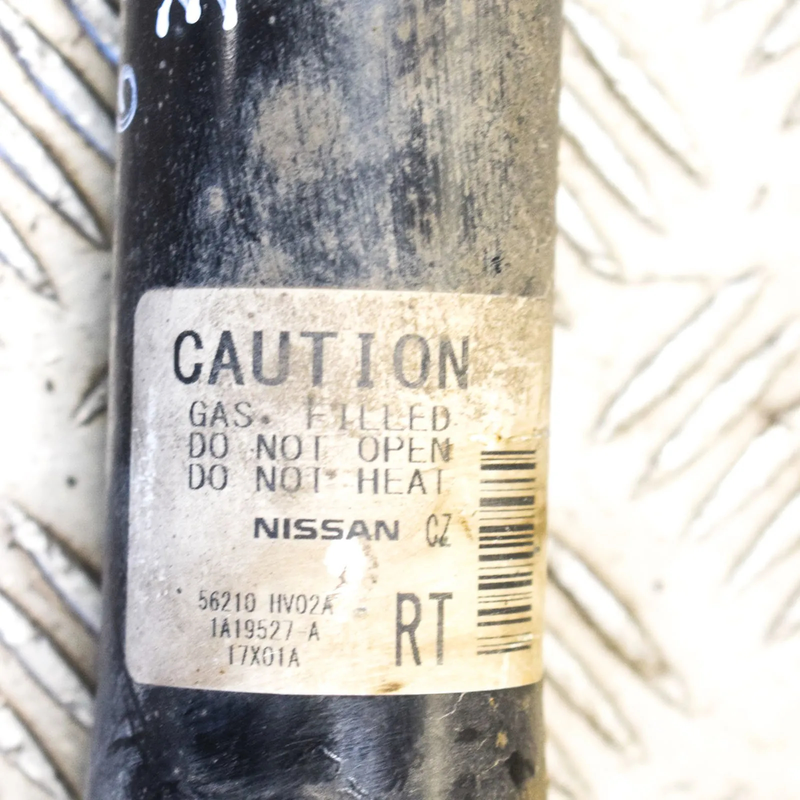 CAUTION
GAS. FILLED
DO NOT OPEN
DO NOT HEAT
NISSAN CZ
56210 HV02A
1A19527-A
17X01A
RT